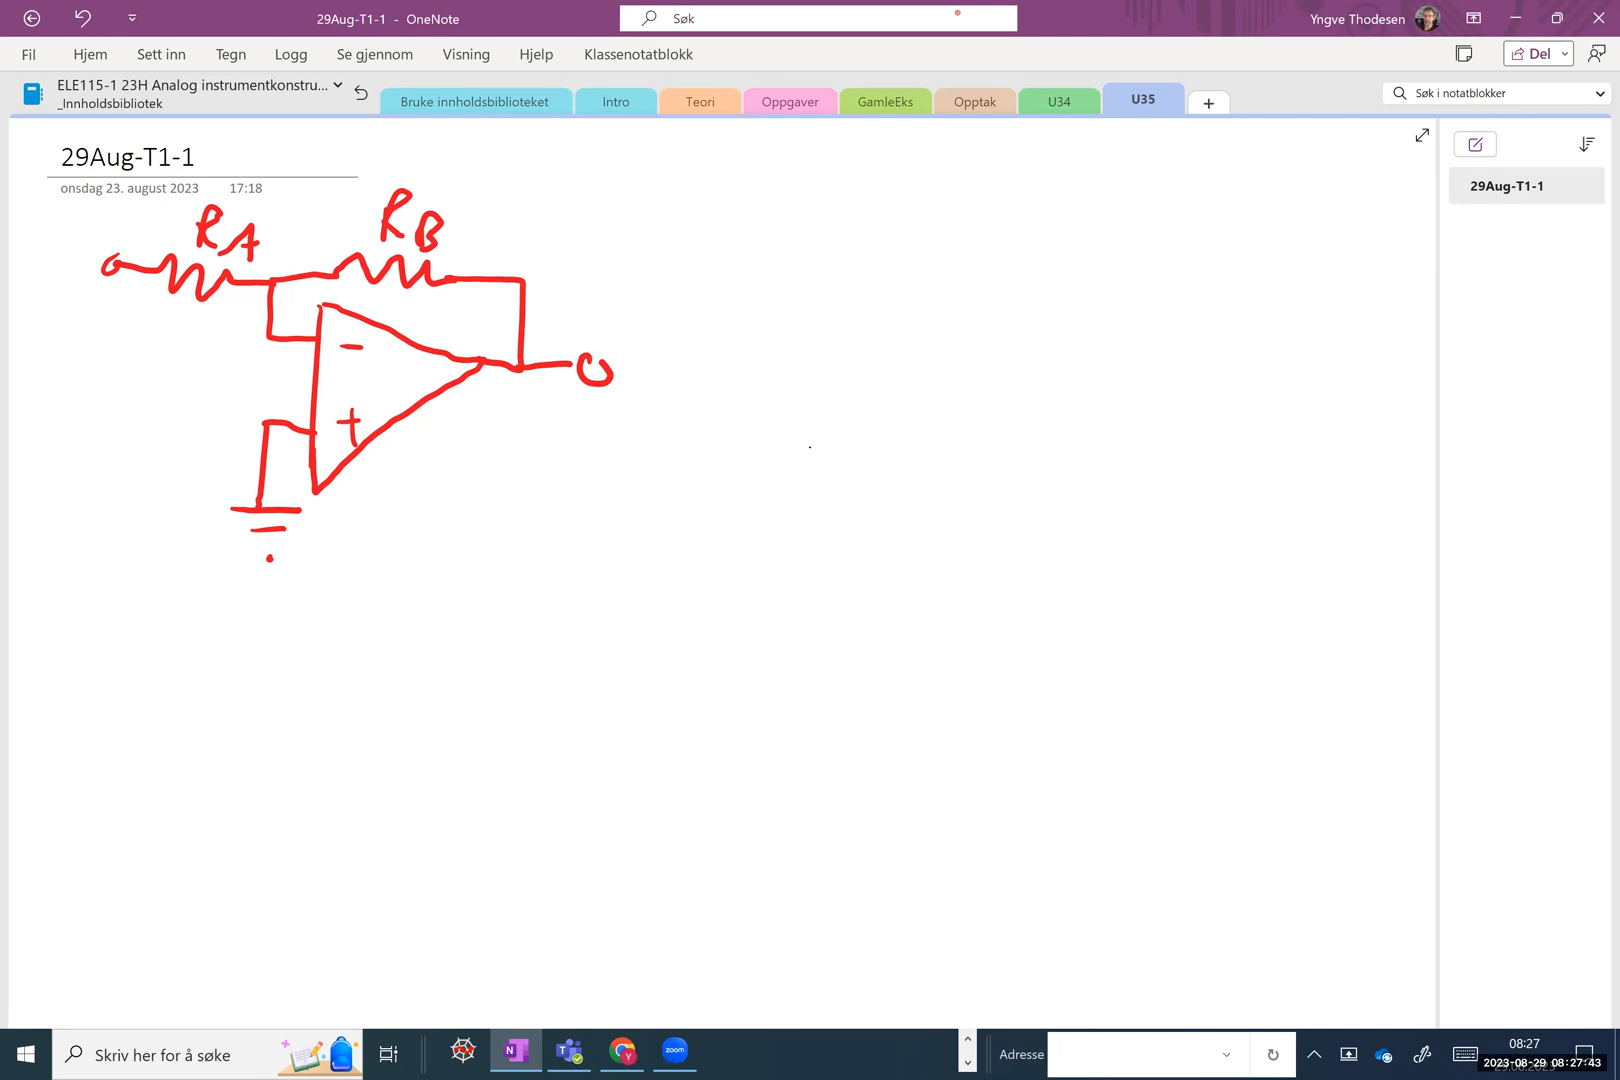 29Aug-T1-1 - OneNote
Søk
Yngve Thodesen
Fil Hjem Sett inn Tegn Logg Se gjennom Visning Hjelp Klassenotatblokk
Del
ELE115-1 23H Analog instrumentkonstru...
_Innholdsbibliotek
Bruke innholdsbiblioteket Intro Teori Oppgaver GamleEks Opptak U34 U35 +
Søk i notatblokker
29Aug-T1-1
onsdag 23. august 2023 17:18
29Aug-T1-1
RA RB
-
+
Skriv her for å søke
zoom
Adresse
08:27
2023-08-29 08:27:43